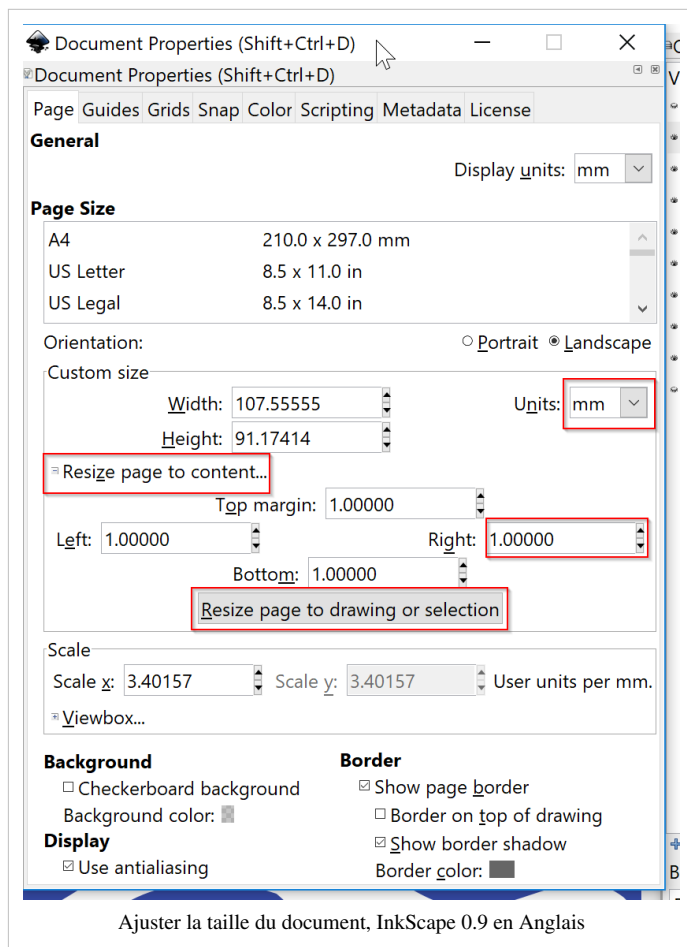 Document Properties (Shift+Ctrl+D)
Document Properties (Shift+Ctrl+D)
Page Guides Grids Snap Color Scripting Metadata License
General
Display units: mm
Page Size
A4 210.0 x 297.0 mm
US Letter 8.5 x 11.0 in
US Legal 8.5 x 14.0 in
Orientation: Portrait Landscape
Custom size
Width: 107.55555 Units: mm
Height: 91.17414
Resize page to content...
Top margin: 1.00000
Left: 1.00000 Right: 1.00000
Bottom: 1.00000
Resize page to drawing or selection
Scale
Scale x: 3.40157 Scale y: 3.40157 User units per mm.
Viewbox...
Background Border
Checkerboard background Show page border
Background color: Border on top of drawing
Display Show border shadow
Use antialiasing Border color:
Ajuster la taille du document, InkScape 0.9 en Anglais